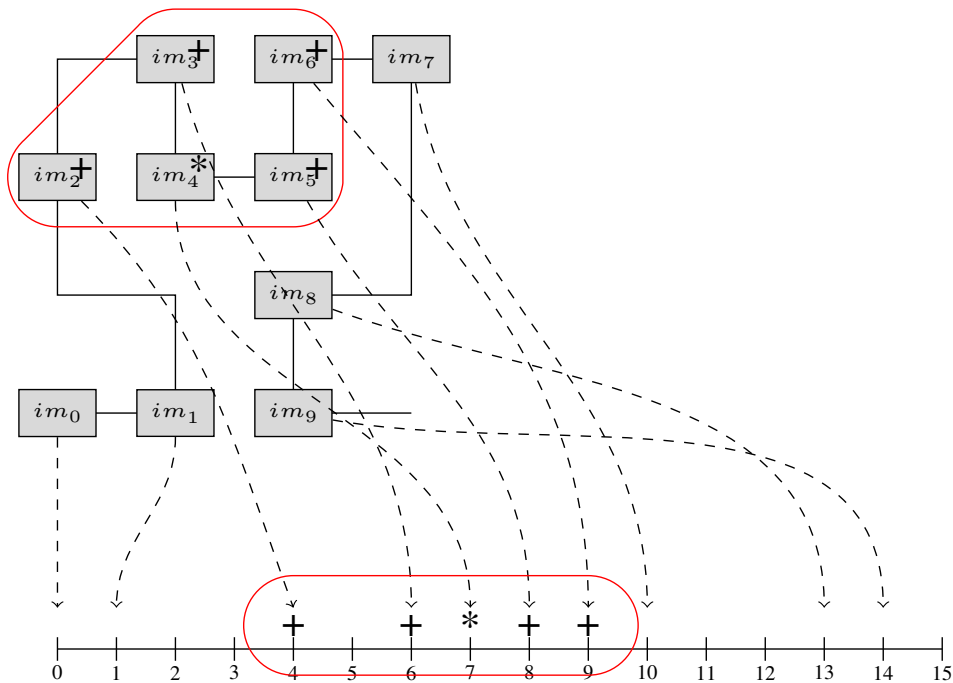 im₃+ im₆+ im₇
im₂+ im₄* im₅+
im₈
im₀ im₁ im₉
+ + * + +
0 1 2 3 4 5 6 7 8 9 10 11 12 13 14 15